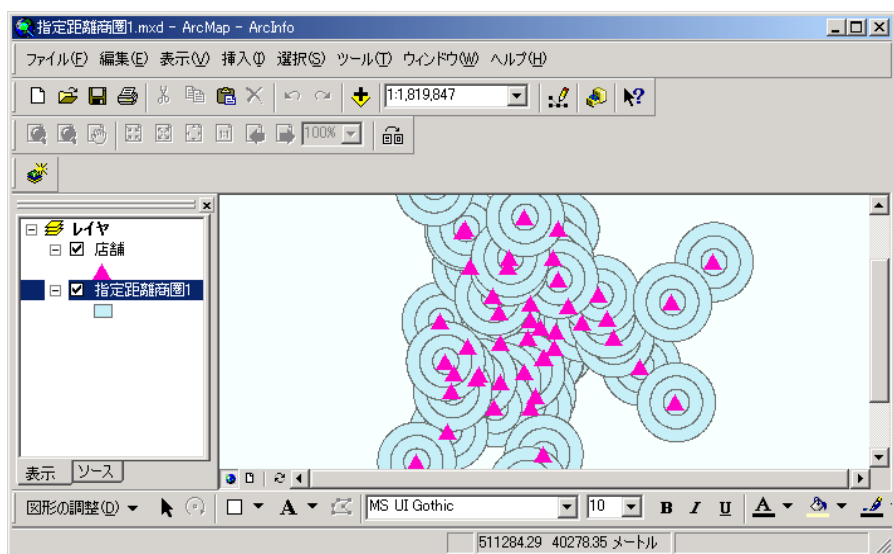 指定距離商圏1.mxd - ArcMap - ArcInfo
ファイル(F) 編集(E) 表示(V) 挿入(I) 選択(S) ツール(T) ウィンドウ(W) ヘルプ(H)
1:1,819,847
1:1 100%
レイヤ
店舗
指定距離商圏1
表示 ソース
図形の調整(D) A MS UI Gothic 10 B I U A
511284.29 40278.35 メートル